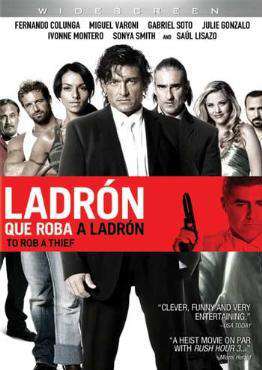 WIDESCREEN
FERNANDO COLUNGA MIGUEL VARONI GABRIEL SOTO JULIE GONZALO
IVONNE MONTERO SONYA SMITH AND SAÚL LISAZO
LADRÓN
QUE ROBA A LADRÓN
TO ROB A THIEF
"CLEVER, FUNNY AND VERY
ENTERTAINING."
USA TODAY
"A HEIST MOVIE ON PAR
WITH RUSH HOUR 3..."
Miami Herald